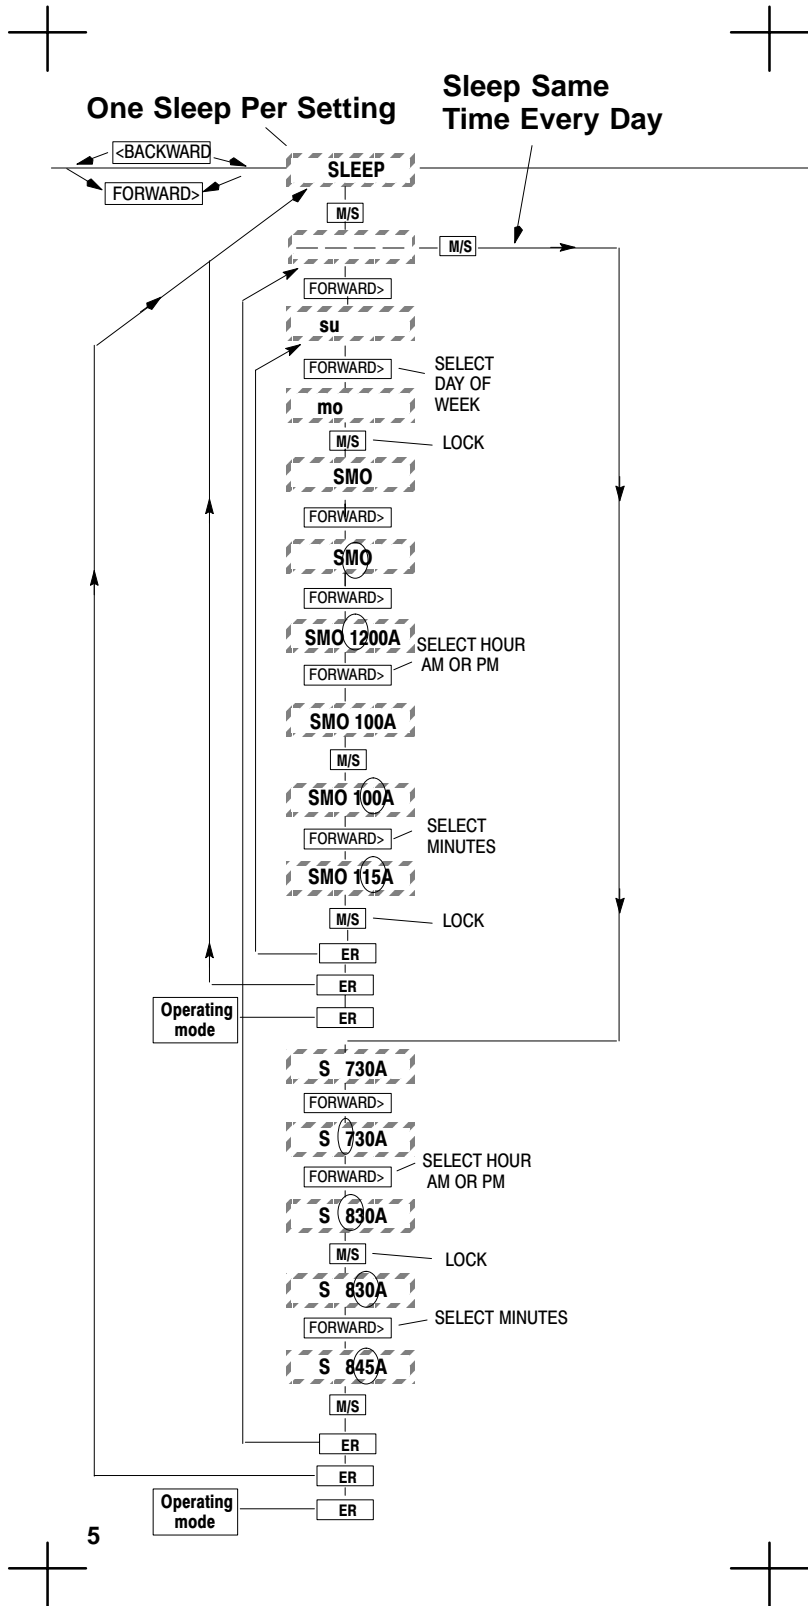 One Sleep Per Setting
Sleep Same
Time Every Day
<BACKWARD
FORWARD>
SLEEP
M/S
M/S
FORWARD>
su
FORWARD>
SELECT
DAY OF
WEEK
mo
M/S
LOCK
SMO
FORWARD>
SMO
FORWARD>
SMO 1200A
SELECT HOUR
AM OR PM
FORWARD>
SMO 100A
M/S
SMO 100A
FORWARD>
SELECT
MINUTES
SMO 115A
M/S
LOCK
ER
ER
Operating
mode
ER
S 730A
FORWARD>
S 730A
FORWARD>
SELECT HOUR
AM OR PM
S 830A
M/S
LOCK
S 830A
FORWARD>
SELECT MINUTES
S 845A
M/S
ER
ER
Operating
mode
ER
5